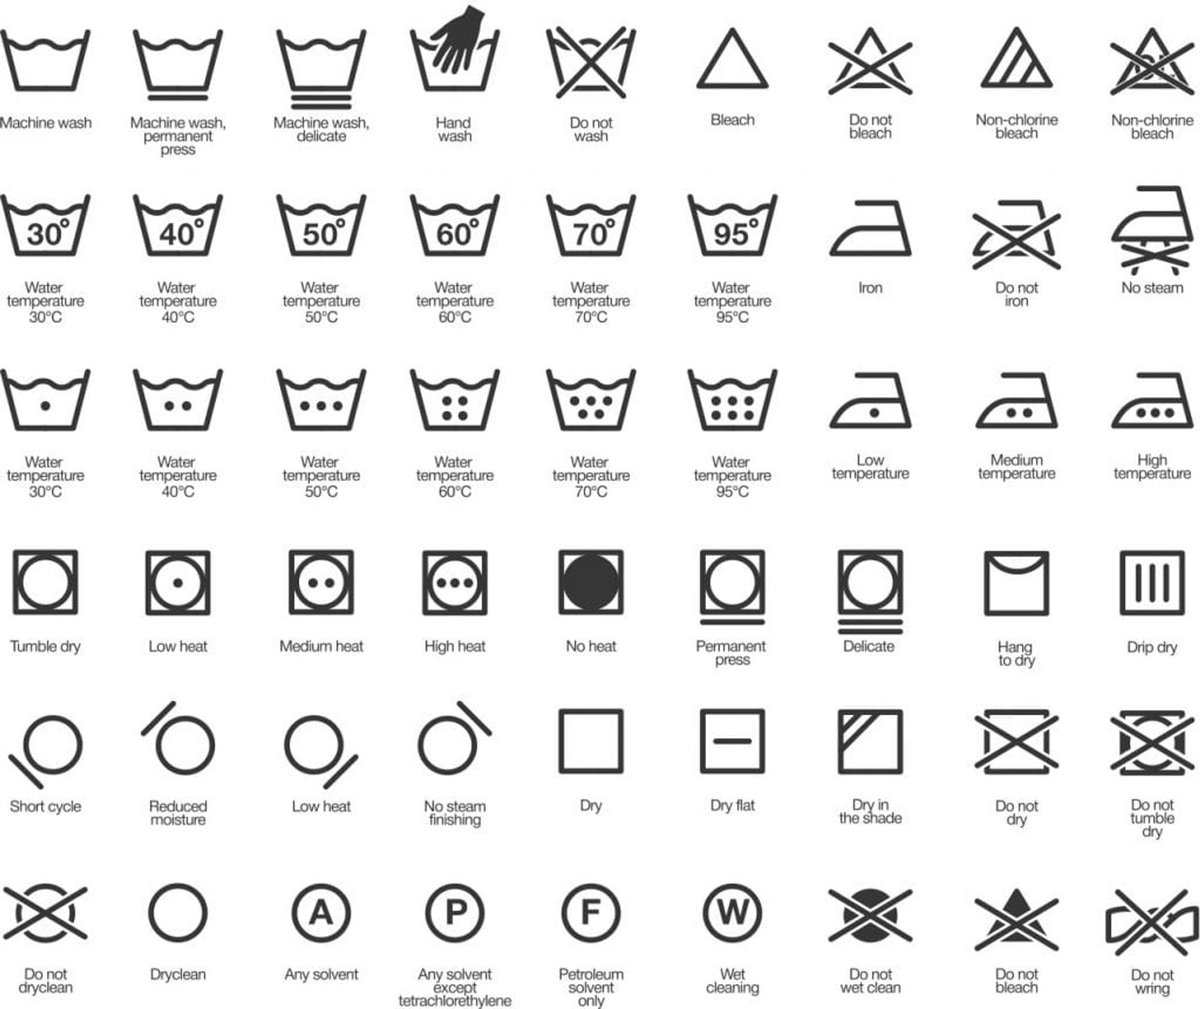 Machine wash
Machine wash,
permanent
press
Machine wash,
delicate
Hand
wash
Do not
wash
Bleach
Do not
bleach
Non-chlorine
bleach
Non-chlorine
bleach
30°
40°
50°
60°
70°
95°
Water
temperature
30°C
Water
temperature
40°C
Water
temperature
50°C
Water
temperature
60°C
Water
temperature
70°C
Water
temperature
95°C
Iron
Do not
iron
No steam
Water
temperature
30°C
Water
temperature
40°C
Water
temperature
50°C
Water
temperature
60°C
Water
temperature
70°C
Water
temperature
95°C
Low
temperature
Medium
temperature
High
temperature
Tumble dry
Low heat
Medium heat
High heat
No heat
Permanent
press
Delicate
Hang
to dry
Drip dry
Short cycle
Reduced
moisture
Low heat
No steam
finishing
Dry
Dry flat
Dry in
the shade
Do not
dry
Do not
tumble
dry
A
P
F
W
Do not
dryclean
Dryclean
Any solvent
Any solvent
except
tetrachlorethylene
Petroleum
solvent
only
Wet
cleaning
Do not
wet clean
Do not
bleach
Do not
wring